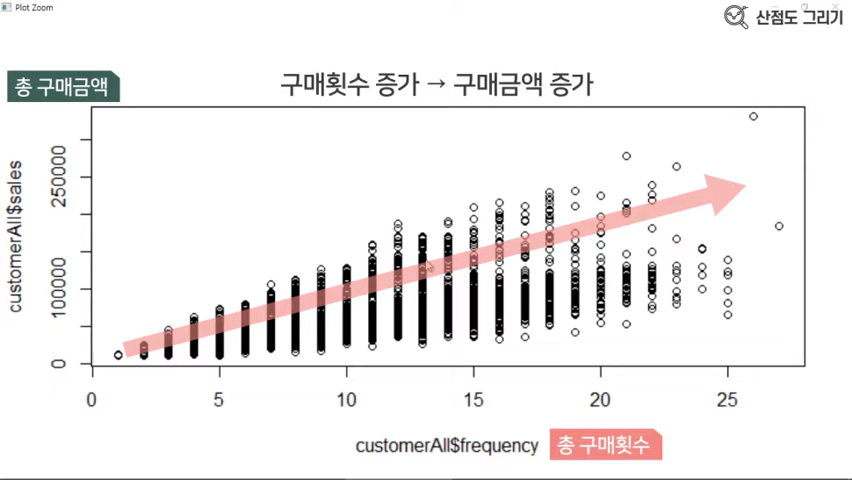 Plot Zoom
산점도 그리기
총 구매금액
구매횟수 증가 → 구매금액 증가
customerAll$sales
250000
100000
0
0 5 10 15 20 25
customerAll$frequency
총 구매횟수